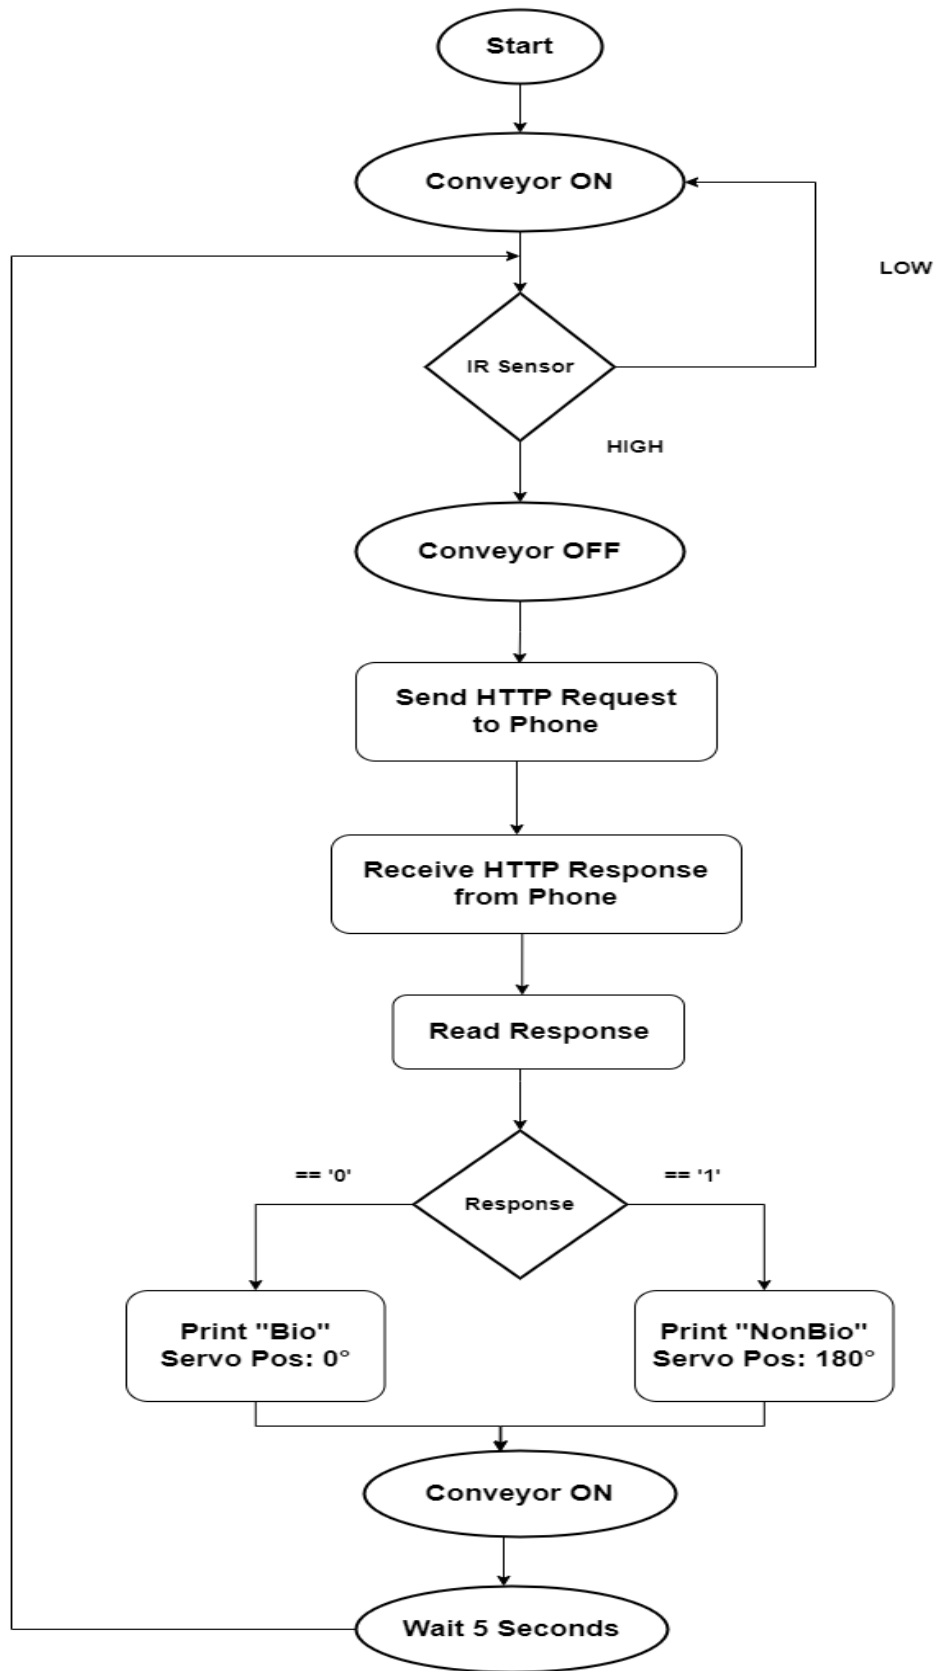 Start
Conveyor ON
LOW
IR Sensor
HIGH
Conveyor OFF
Send HTTP Request
to Phone
Receive HTTP Response
from Phone
Read Response
== '0'
== '1'
Response
Print "Bio"
Servo Pos: 0°
Print "NonBio"
Servo Pos: 180°
Conveyor ON
Wait 5 Seconds